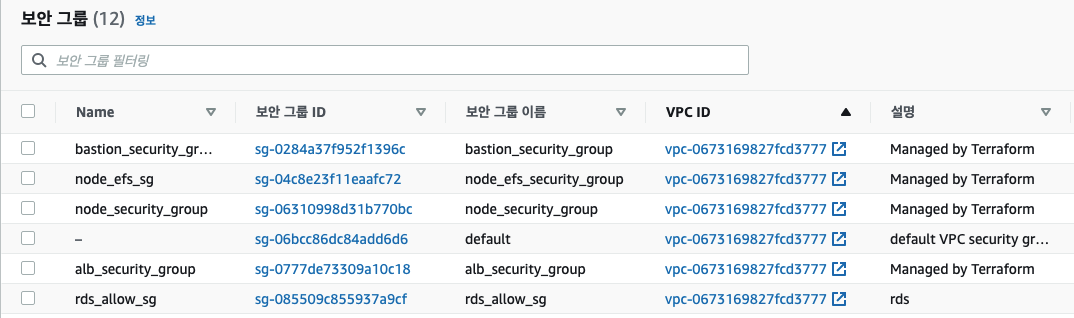 보안 그룹 (12) 정보
보안 그룹 필터링
Name 보안 그룹 ID 보안 그룹 이름 VPC ID 설명
bastion_security_gr... sg-0284a37f952f1396c bastion_security_group vpc-0673169827fcd3777 Managed by Terraform
node_efs_sg sg-04c8e23f11eaafc72 node_efs_security_group vpc-0673169827fcd3777 Managed by Terraform
node_security_group sg-06310998d31b770bc node_security_group vpc-0673169827fcd3777 Managed by Terraform
– sg-06bcc86dc84add6d6 default vpc-0673169827fcd3777 default VPC security gr...
alb_security_group sg-0777de73309a10c18 alb_security_group vpc-0673169827fcd3777 Managed by Terraform
rds_allow_sg sg-085509c855937a9cf rds_allow_sg vpc-0673169827fcd3777 rds